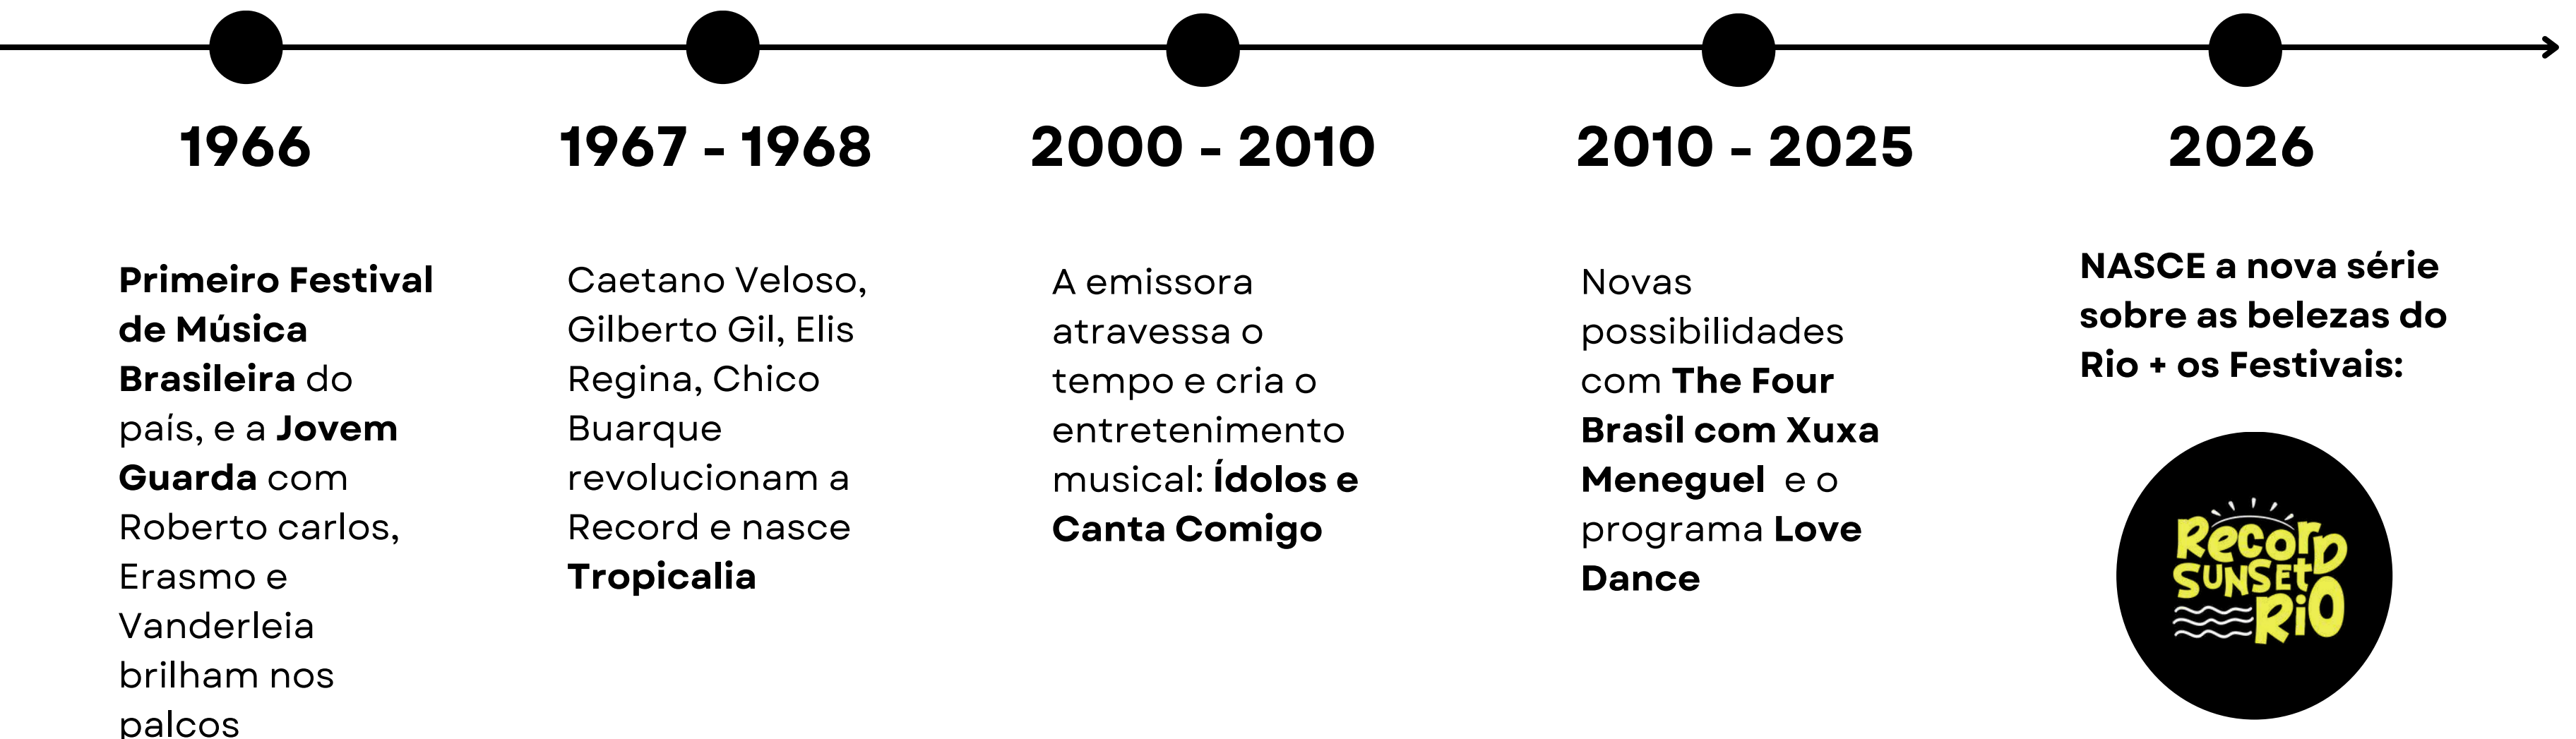 1966
Primeiro Festival
de Música
Brasileira do
país, e a Jovem
Guarda com
Roberto carlos,
Erasmo e
Vanderleia
brilham nos
palcos
1967 - 1968
Caetano Veloso,
Gilberto Gil, Elis
Regina, Chico
Buarque
revolucionam a
Record e nasce
Tropicalia
2000 - 2010
A emissora
atravessa o
tempo e cria o
entretenimento
musical: Ídolos e
Canta Comigo
2010 - 2025
Novas
possibilidades
com The Four
Brasil com Xuxa
Meneguel e o
programa Love
Dance
2026
NASCE a nova série
sobre as belezas do
Rio + os Festivais:
Record
SUNSET
RiO